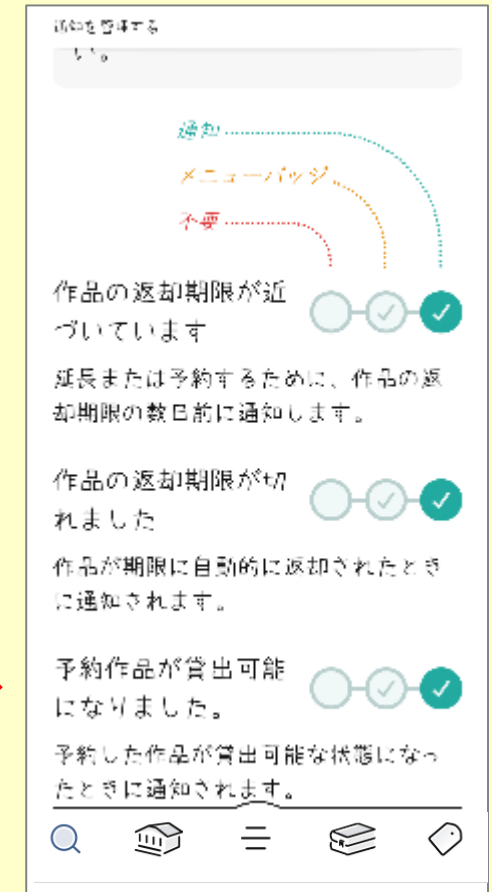 通知を管理する
い。
通知
メニューバッジ
不要
作品の返却期限が近
づいています
延長または予約するために、作品の返
却期限の数日前に通知します。
作品の返却期限が切
れました
作品が期限に自動的に返却されたとき
に通知されます。
予約作品が貸出可能
になりました。
予約した作品が貸出可能な状態になっ
たときに通知されます。